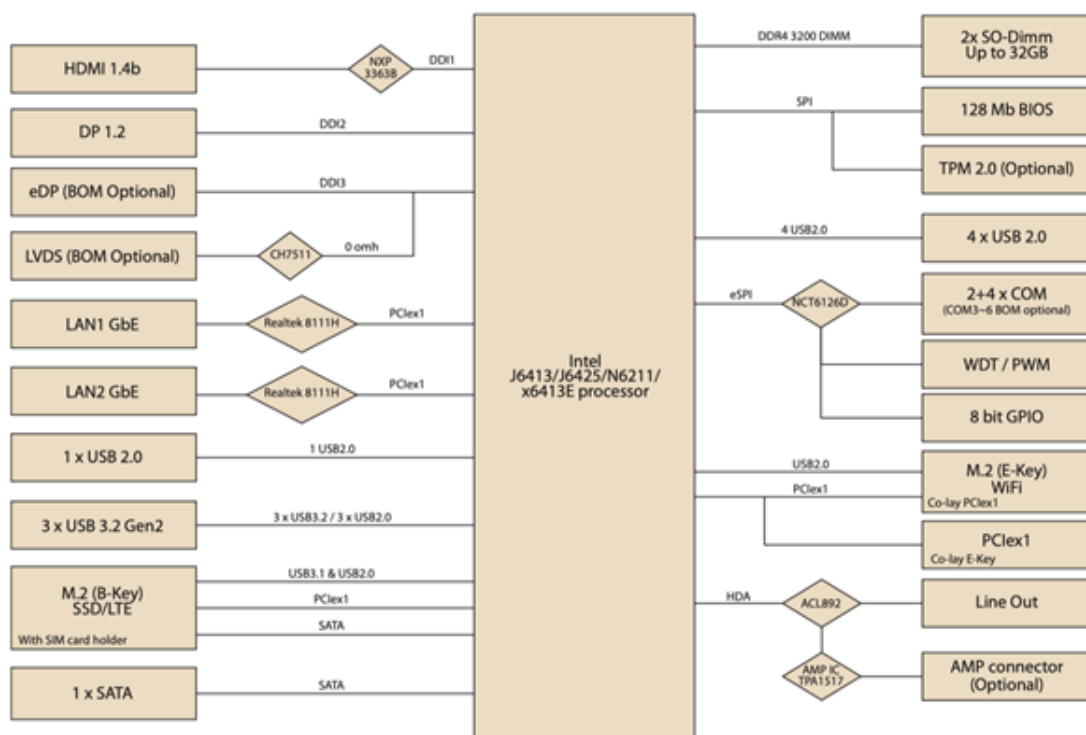 HDMI 1.4b
NXP
3363B
DDI1
DP 1.2
DDI2
eDP (BOM Optional)
DDI3
LVDS (BOM Optional)
CH7511
0 omh
LAN1 GbE
Realtek 8111H
PCIex1
LAN2 GbE
Realtek 8111H
PCIex1
1 x USB 2.0
1 USB2.0
3 x USB 3.2 Gen2
3 x USB3.2 / 3 x USB2.0
M.2 (B-Key)
SSD/LTE
With SIM card holder
USB3.1 & USB2.0
PCIex1
SATA
1 x SATA
SATA
Intel
J6413/J6425/N6211/
x6413E processor
DDR4 3200 DIMM
2x SO-Dimm
Up to 32GB
SPI
128 Mb BIOS
TPM 2.0 (Optional)
4 USB2.0
4 x USB 2.0
eSPI
NCT6126D
2+4 x COM
(COM3~6 BOM optional)
WDT / PWM
8 bit GPIO
USB2.0
PCIex1
M.2 (E-Key)
WiFi
Co-lay PCIex1
PCIex1
Co-lay E-Key
HDA
ACL892
Line Out
AMP IC
TPA1517
AMP connector
(Optional)